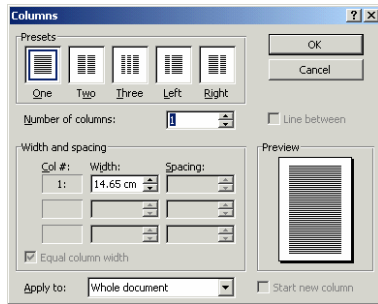 Columns
Presets
OK
Cancel
One Two Three Left Right
Number of columns: 1
Line between
Width and spacing
Preview
Col #: Width: Spacing:
1: 14.65 cm
Equal column width
Apply to: Whole document
Start new column